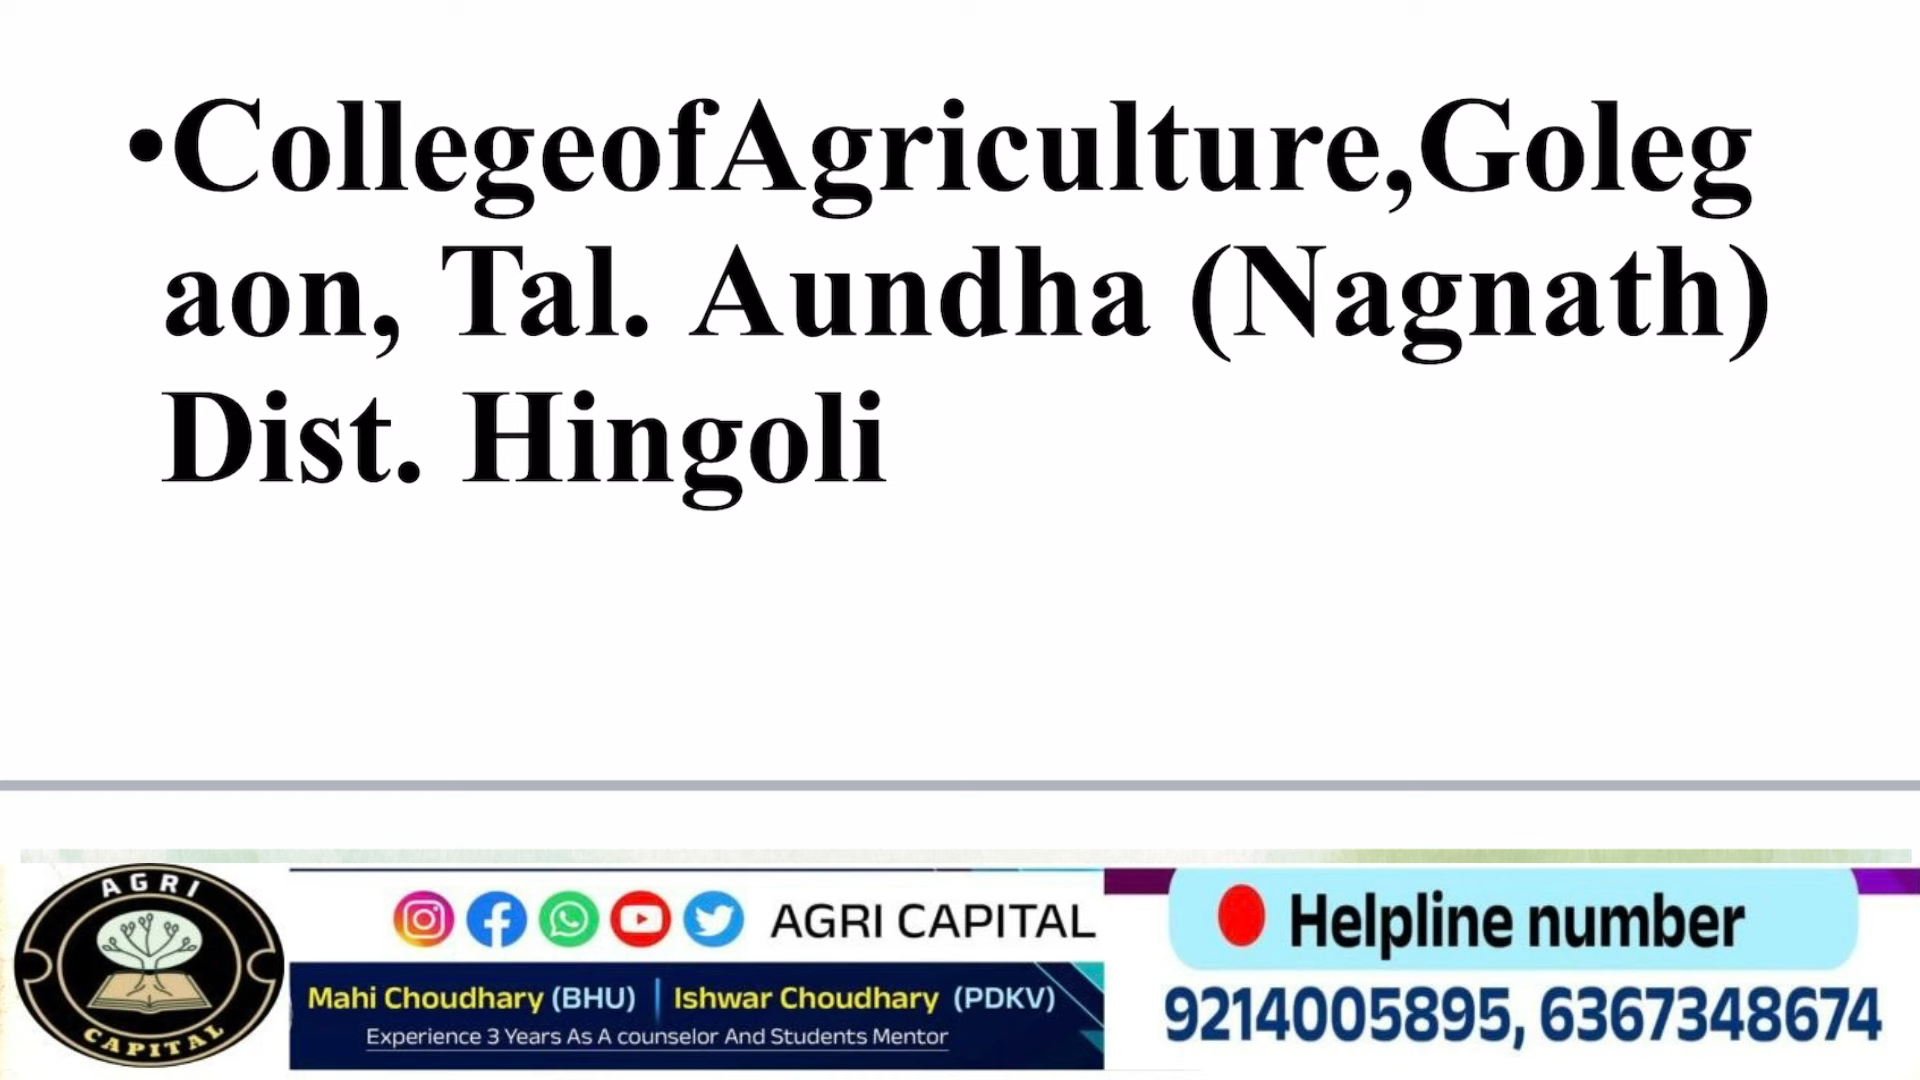 •CollegeofAgriculture,Goleg
aon, Tal. Aundha (Nagnath)
Dist. Hingoli
AGRI
CAPITAL
AGRI CAPITAL
Mahi Choudhary (BHU) | Ishwar Choudhary (PDKV)
Experience 3 Years As A counselor And Students Mentor
Helpline number
9214005895, 6367348674